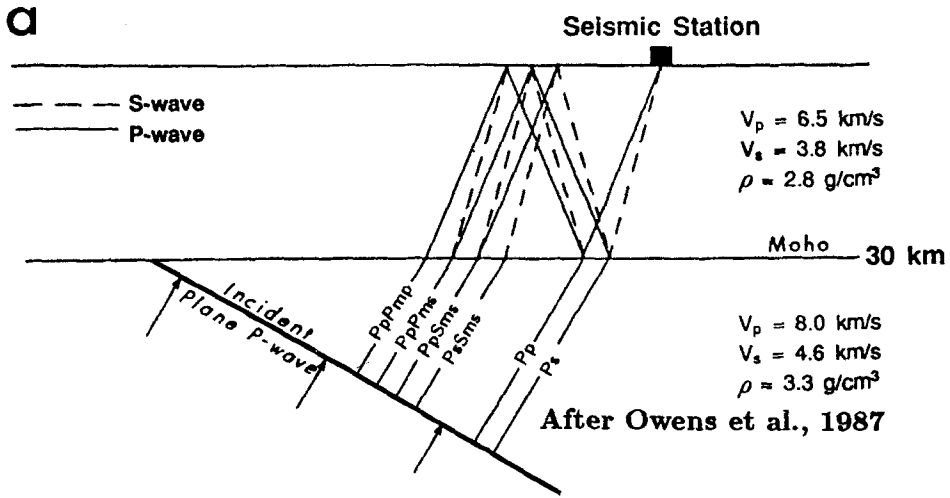 a
Seismic Station
S-wave
P-wave
Vp = 6.5 km/s
Vs = 3.8 km/s
ρ = 2.8 g/cm³
Moho
30 km
Incident
Plane P-wave
PpPmp
PpPms
PpSms
PsSms
Pp
Ps
Vp = 8.0 km/s
Vs = 4.6 km/s
ρ = 3.3 g/cm³
After Owens et al., 1987